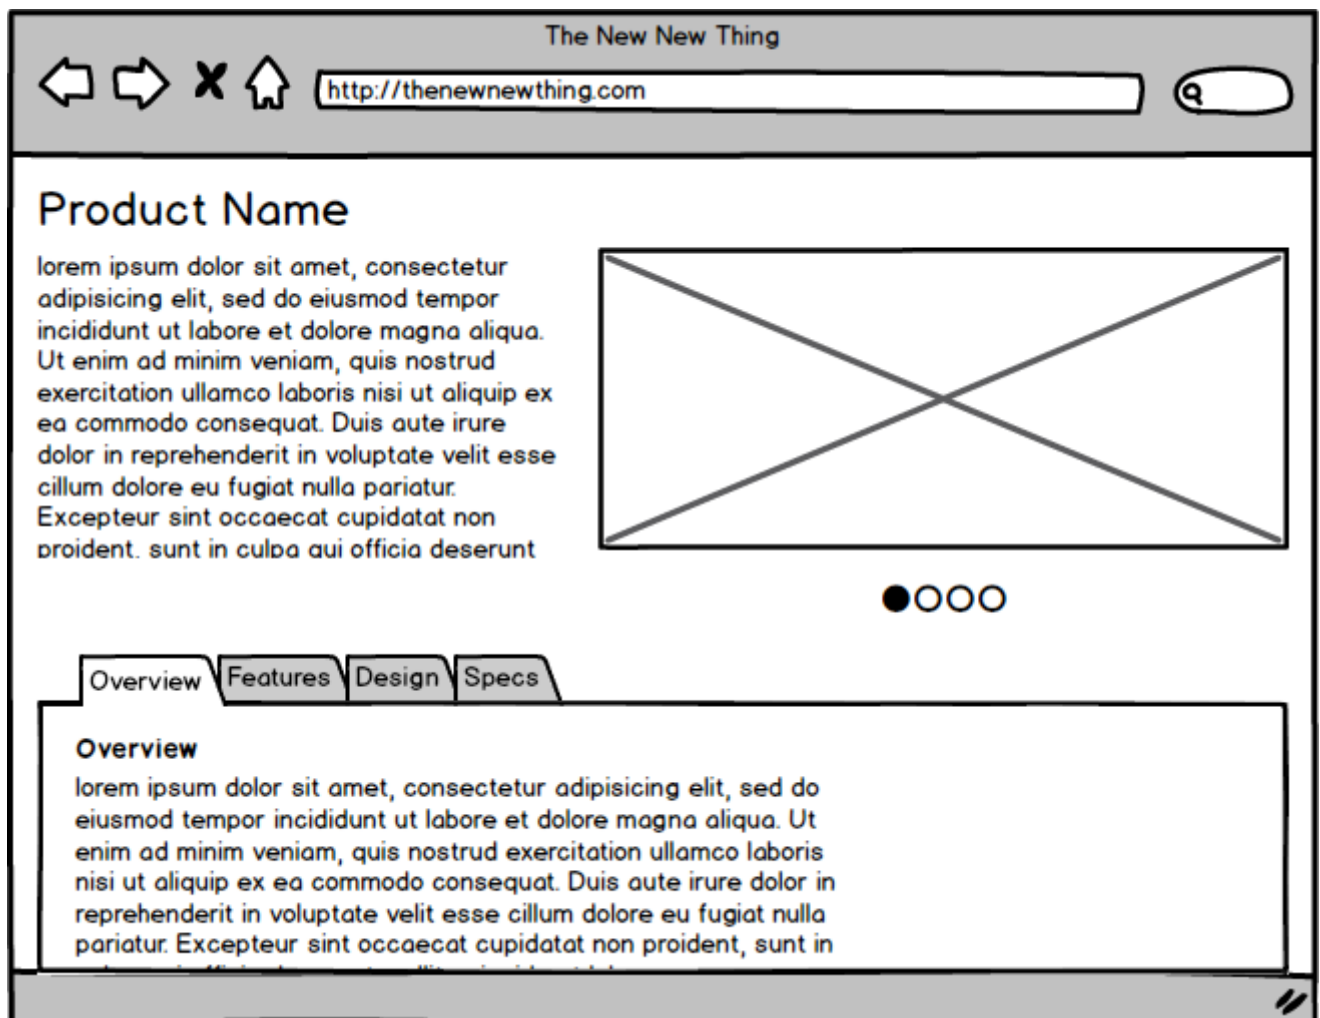 The New New Thing
http://thenewnewthing.com
Product Name
lorem ipsum dolor sit amet, consectetur
adipisicing elit, sed do eiusmod tempor
incididunt ut labore et dolore magna aliqua.
Ut enim ad minim veniam, quis nostrud
exercitation ullamco laboris nisi ut aliquip ex
ea commodo consequat. Duis aute irure
dolor in reprehenderit in voluptate velit esse
cillum dolore eu fugiat nulla pariatur.
Excepteur sint occaecat cupidatat non
proident, sunt in culpa qui officia deserunt
Overview Features Design Specs
Overview
lorem ipsum dolor sit amet, consectetur adipisicing elit, sed do
eiusmod tempor incididunt ut labore et dolore magna aliqua. Ut
enim ad minim veniam, quis nostrud exercitation ullamco laboris
nisi ut aliquip ex ea commodo consequat. Duis aute irure dolor in
reprehenderit in voluptate velit esse cillum dolore eu fugiat nulla
pariatur. Excepteur sint occaecat cupidatat non proident, sunt in